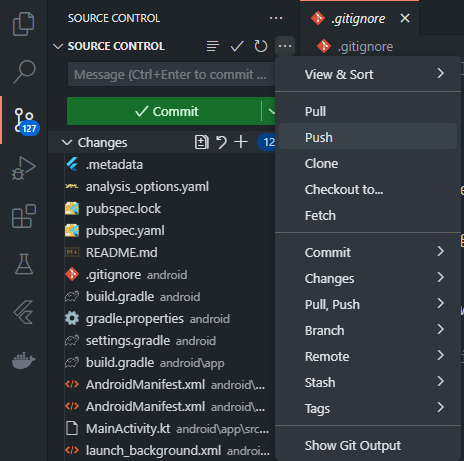 SOURCE CONTROL
.gitignore
SOURCE CONTROL
.gitignore
Message (Ctrl+Enter to commit ...
Commit
127
Changes
12
.metadata
analysis_options.yaml
pubspec.lock
pubspec.yaml
README.md
.gitignore android
build.gradle android
gradle.properties android
settings.gradle android
build.gradle android\app
AndroidManifest.xml android\...
AndroidManifest.xml android\...
MainActivity.kt android\app\src...
launch_background.xml androi...
View & Sort
Pull
Push
Clone
Checkout to...
Fetch
Commit
Changes
Pull, Push
Branch
Remote
Stash
Tags
Show Git Output